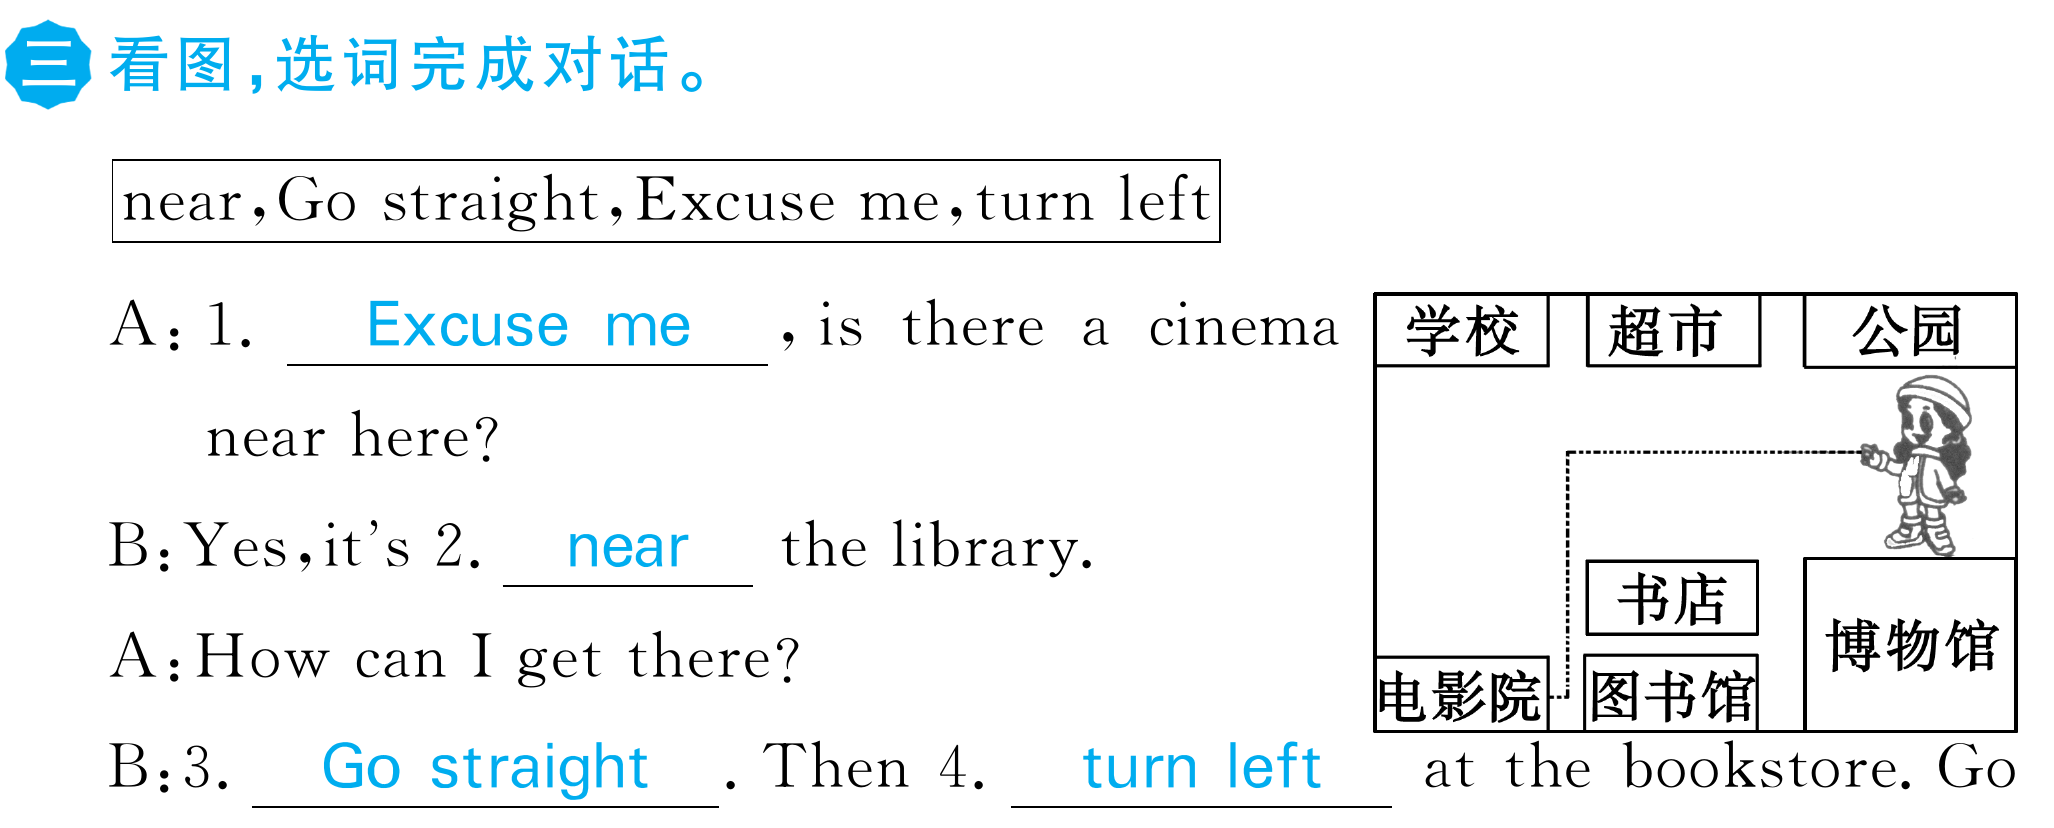 三 看图,选词完成对话。
near,Go straight,Excuse me,turn left
A: 1. Excuse me , is there a cinema
near here?
B: Yes,it's 2. near the library.
A: How can I get there?
B: 3. Go straight . Then 4. turn left at the bookstore. Go
学校 超市 公园
书店
博物馆
电影院 图书馆